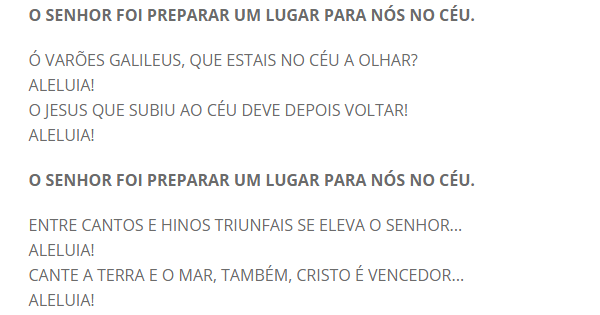 O SENHOR FOI PREPARAR UM LUGAR PARA NÓS NO CÉU.
Ó VARÕES GALILEUS, QUE ESTAIS NO CÉU A OLHAR?
ALELUIA!
O JESUS QUE SUBIU AO CÉU DEVE DEPOIS VOLTAR!
ALELUIA!
O SENHOR FOI PREPARAR UM LUGAR PARA NÓS NO CÉU.
ENTRE CANTOS E HINOS TRIUNFAIS SE ELEVA O SENHOR...
ALELUIA!
CANTE A TERRA E O MAR, TAMBÉM, CRISTO É VENCEDOR...
ALELUIA!